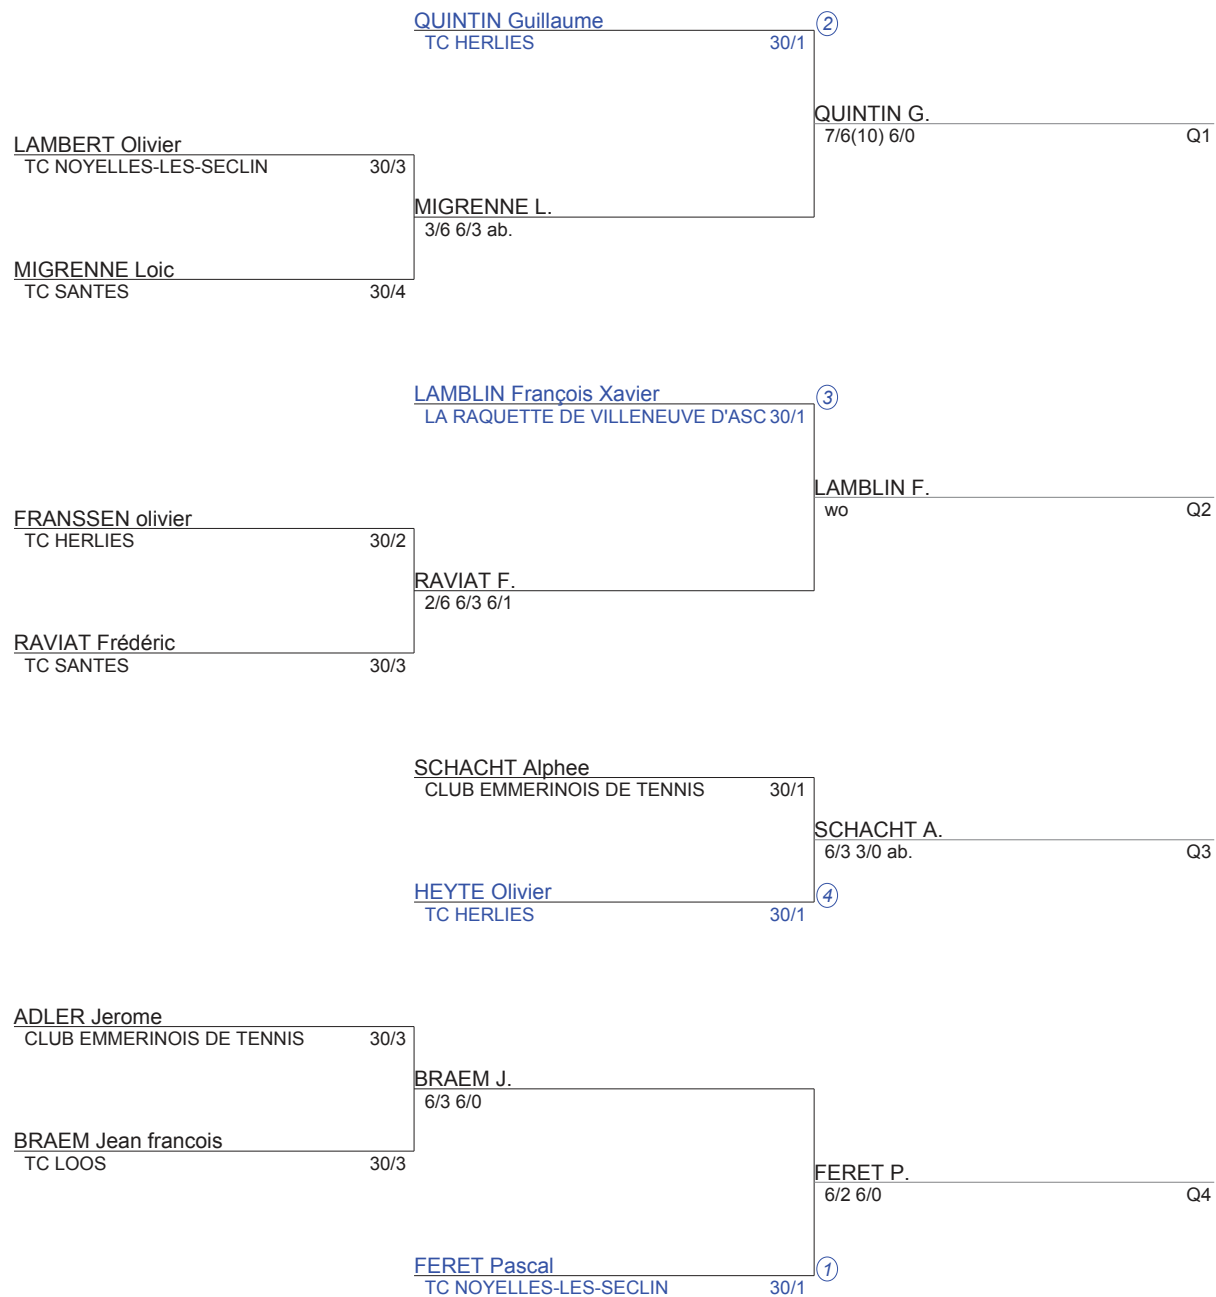 QUINTIN Guillaume 2
TC HERLIES 30/1
QUINTIN G.
7/6(10) 6/0 Q1
LAMBERT Olivier
TC NOYELLES-LES-SECLIN 30/3
MIGRENNE L.
3/6 6/3 ab.
MIGRENNE Loic
TC SANTES 30/4
LAMBLIN François Xavier 3
LA RAQUETTE DE VILLENEUVE D'ASC 30/1
LAMBLIN F.
wo Q2
FRANSSEN olivier
TC HERLIES 30/2
RAVIAT F.
2/6 6/3 6/1
RAVIAT Frédéric
TC SANTES 30/3
SCHACHT Alphee
CLUB EMMERINOIS DE TENNIS 30/1
SCHACHT A.
6/3 3/0 ab. Q3
HEYTE Olivier 4
TC HERLIES 30/1
ADLER Jerome
CLUB EMMERINOIS DE TENNIS 30/3
BRAEM J.
6/3 6/0
BRAEM Jean francois
TC LOOS 30/3
FERET P.
6/2 6/0 Q4
FERET Pascal 1
TC NOYELLES-LES-SECLIN 30/1